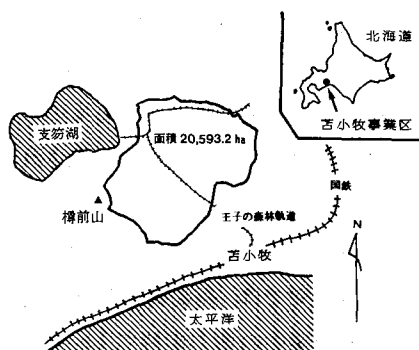 北海道
苫小牧事業区
支笏湖
面積 20,593.2 ha
国鉄
樽前山
王子の森林軌道
苫小牧
N
太平洋